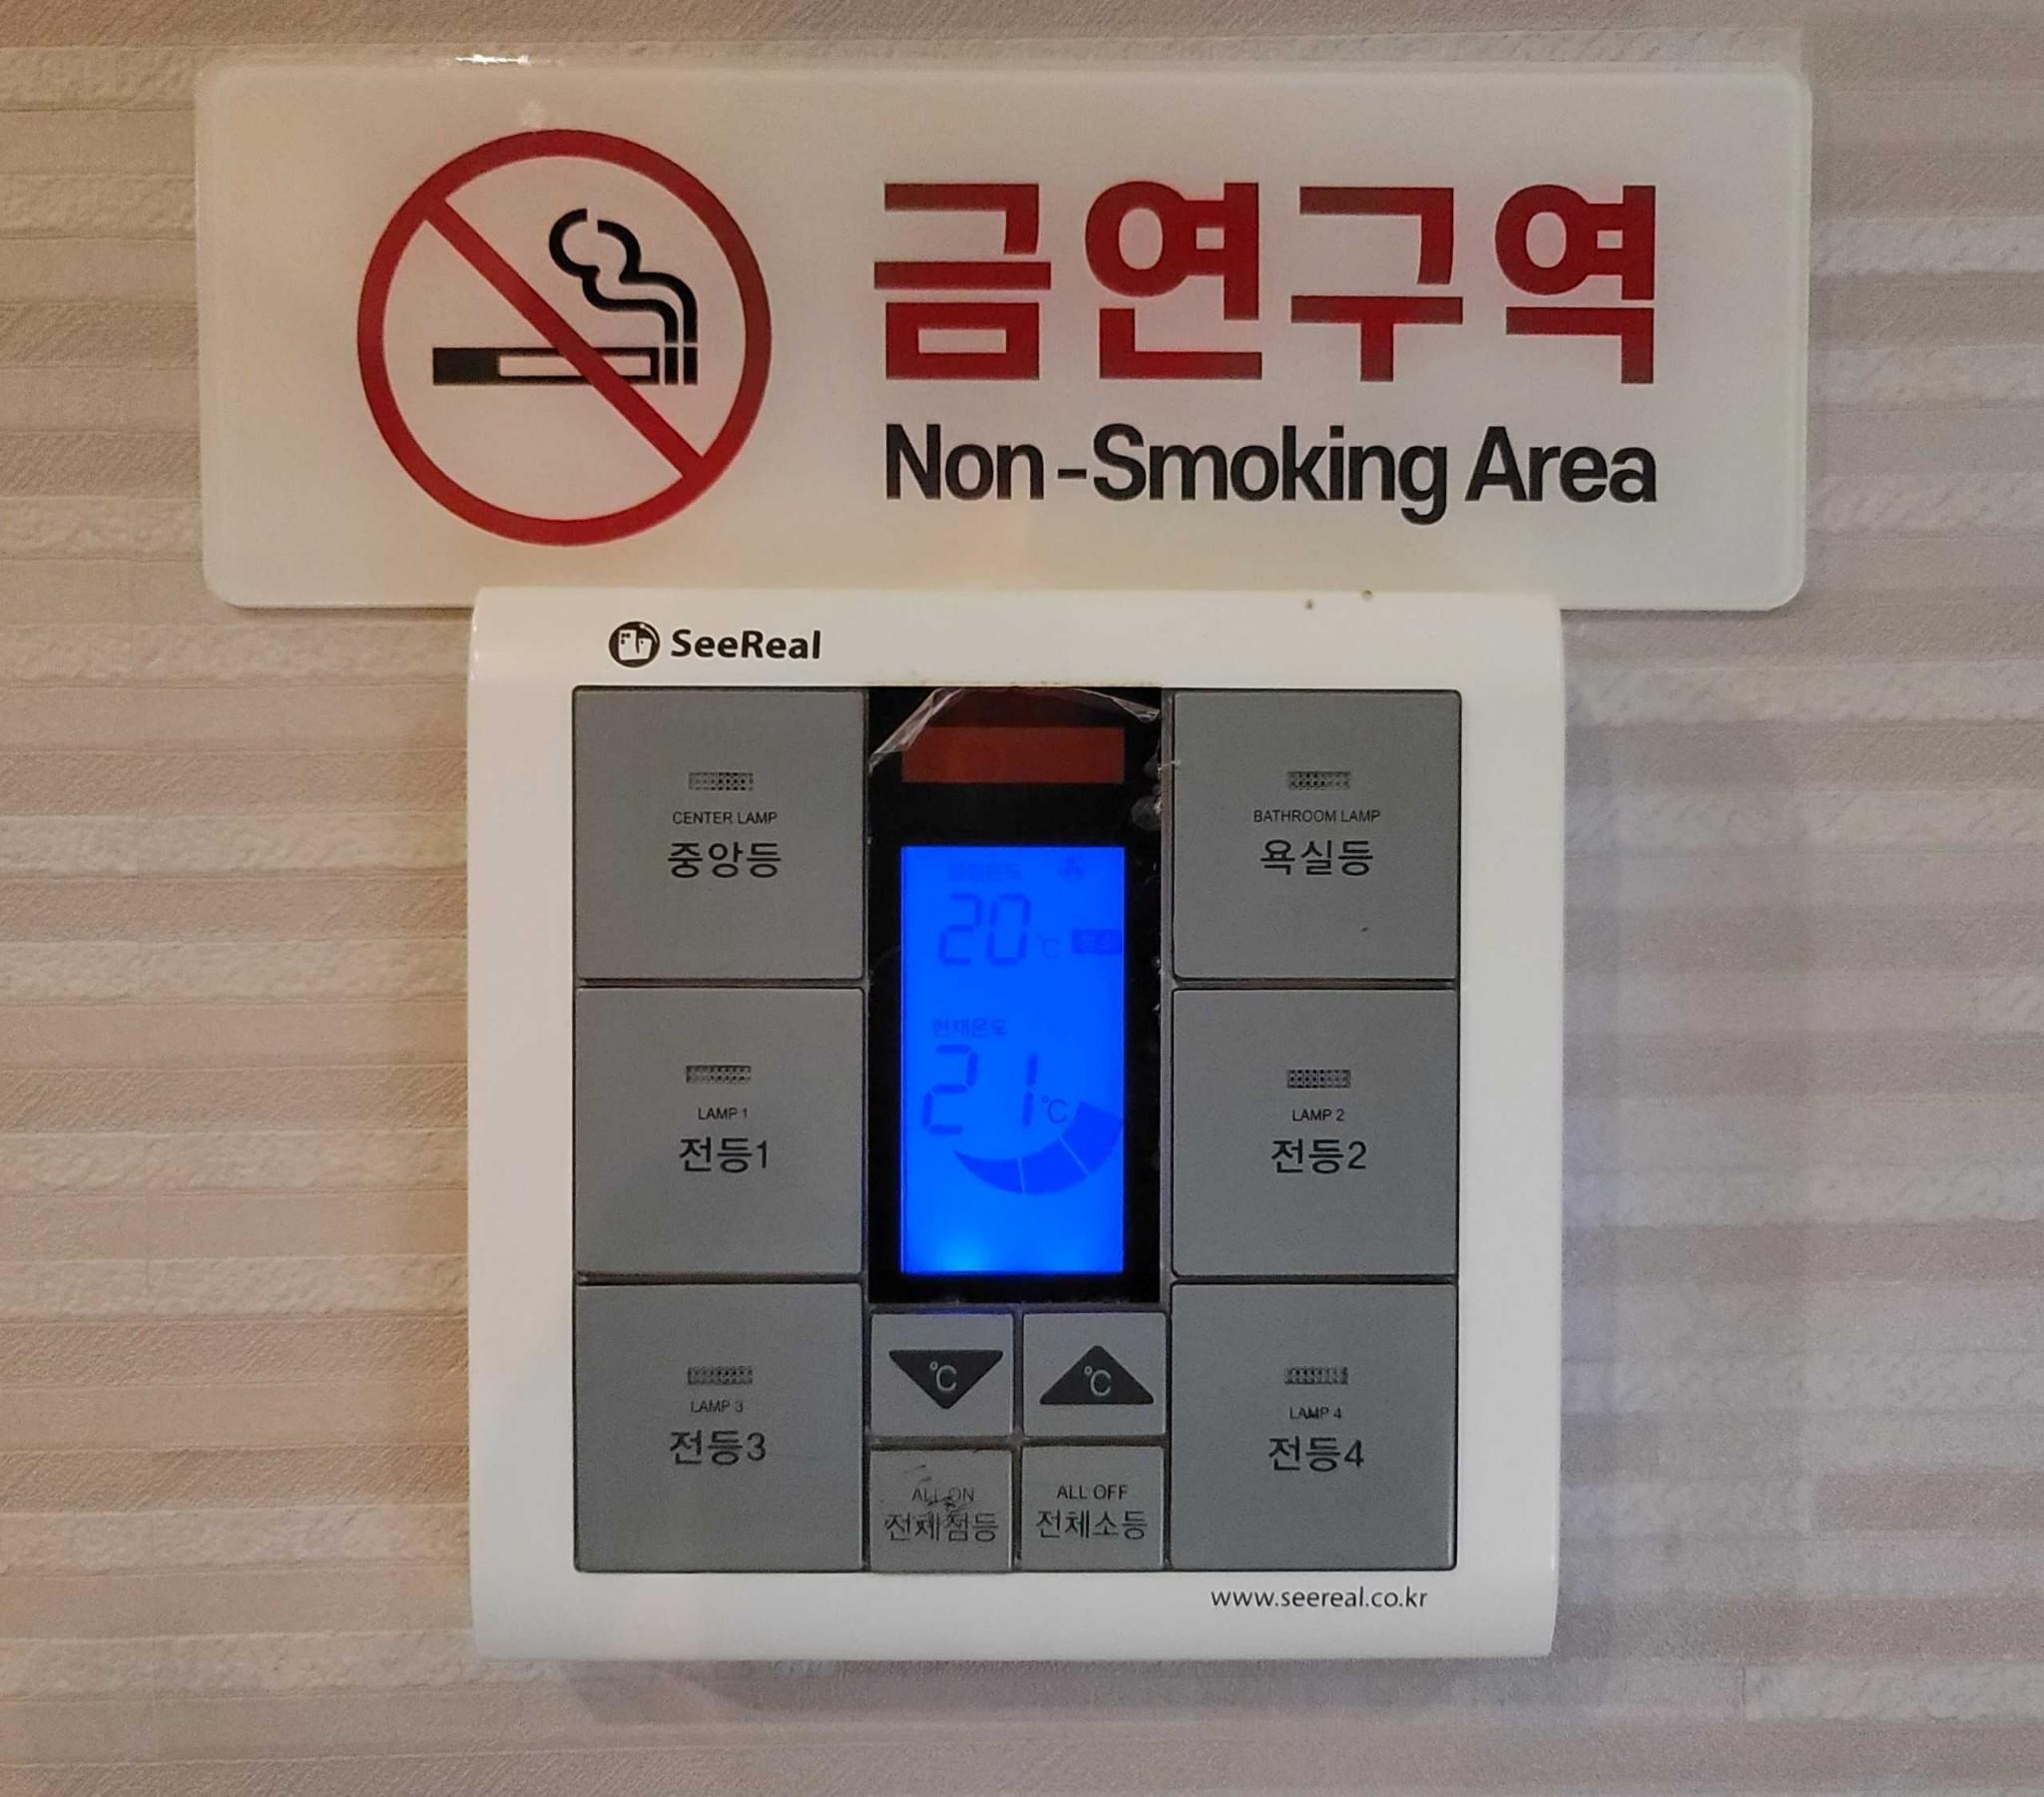 금연구역
Non-Smoking Area
SeeReal
CENTER LAMP
중앙등
BATHROOM LAMP
욕실등
20℃
현재온도
21℃
LAMP 1
전등1
LAMP 2
전등2
LAMP 3
전등3
℃
℃
LAMP 4
전등4
ALL ON
전체점등
ALL OFF
전체소등
www.seereal.co.kr